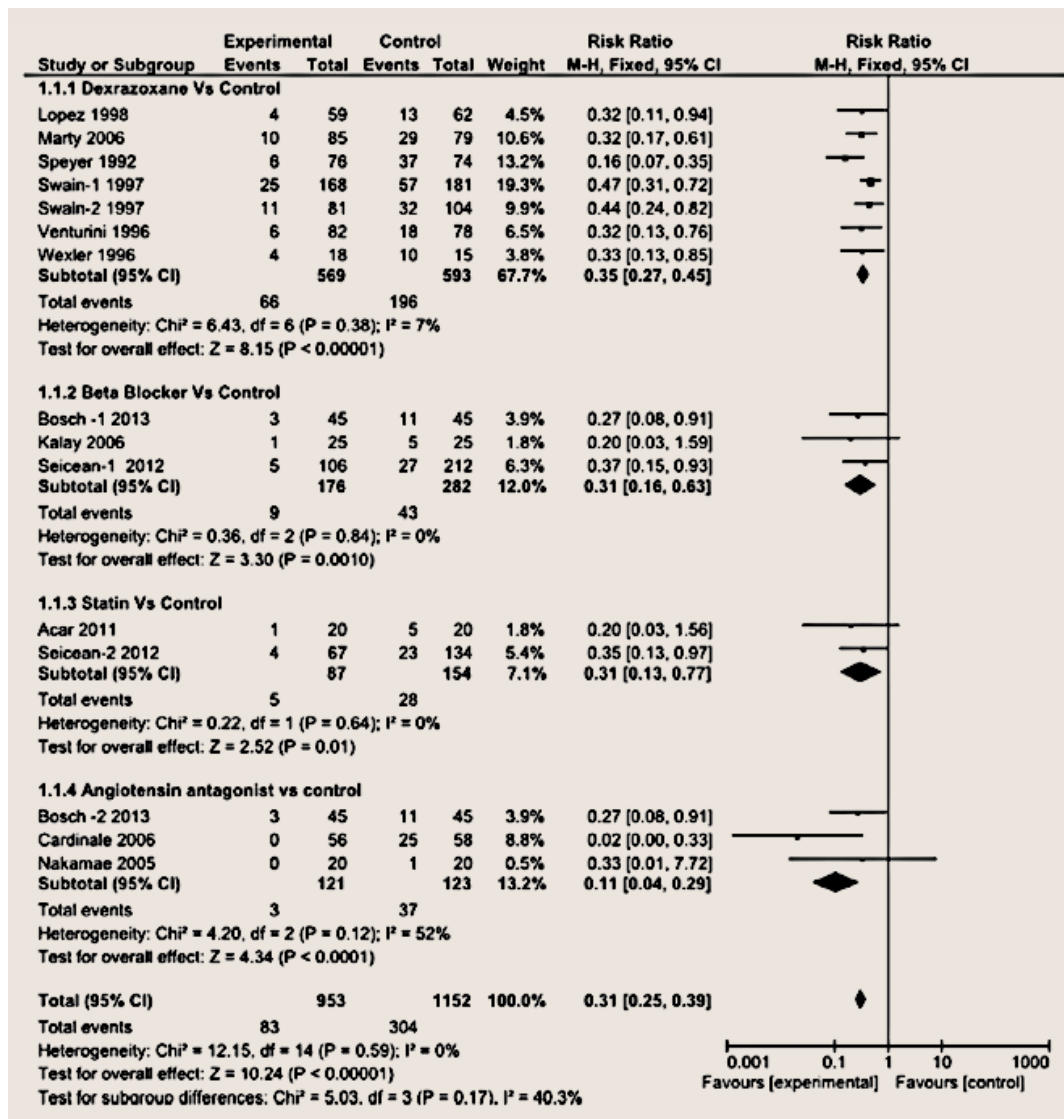 Experimental Control Risk Ratio Risk Ratio
Study or Subgroup Events Total Events Total Weight M-H, Fixed, 95% CI M-H, Fixed, 95% CI
1.1.1 Dexrazoxane Vs Control
Lopez 1998 4 59 13 62 4.5% 0.32 [0.11, 0.94]
Marty 2006 10 85 29 79 10.6% 0.32 [0.17, 0.61]
Speyer 1992 6 76 37 74 13.2% 0.16 [0.07, 0.35]
Swain-1 1997 25 168 57 181 19.3% 0.47 [0.31, 0.72]
Swain-2 1997 11 81 32 104 9.9% 0.44 [0.24, 0.82]
Venturini 1996 6 82 18 78 6.5% 0.32 [0.13, 0.76]
Wexler 1996 4 18 10 15 3.8% 0.33 [0.13, 0.85]
Subtotal (95% CI) 569 593 67.7% 0.35 [0.27, 0.45]
Total events 66 196
Heterogeneity: Chi² = 6.43, df = 6 (P = 0.38); I² = 7%
Test for overall effect: Z = 8.15 (P < 0.00001)
1.1.2 Beta Blocker Vs Control
Bosch -1 2013 3 45 11 45 3.9% 0.27 [0.08, 0.91]
Kalay 2006 1 25 5 25 1.8% 0.20 [0.03, 1.59]
Seicean-1 2012 5 106 27 212 6.3% 0.37 [0.15, 0.93]
Subtotal (95% CI) 176 282 12.0% 0.31 [0.16, 0.63]
Total events 9 43
Heterogeneity: Chi² = 0.36, df = 2 (P = 0.84); I² = 0%
Test for overall effect: Z = 3.30 (P = 0.0010)
1.1.3 Statin Vs Control
Acar 2011 1 20 5 20 1.8% 0.20 [0.03, 1.56]
Seicean-2 2012 4 67 23 134 5.4% 0.35 [0.13, 0.97]
Subtotal (95% CI) 87 154 7.1% 0.31 [0.13, 0.77]
Total events 5 28
Heterogeneity: Chi² = 0.22, df = 1 (P = 0.64); I² = 0%
Test for overall effect: Z = 2.52 (P = 0.01)
1.1.4 Angiotensin antagonist vs control
Bosch -2 2013 3 45 11 45 3.9% 0.27 [0.08, 0.91]
Cardinale 2006 0 56 25 58 8.8% 0.02 [0.00, 0.33]
Nakamae 2005 0 20 1 20 0.5% 0.33 [0.01, 7.72]
Subtotal (95% CI) 121 123 13.2% 0.11 [0.04, 0.29]
Total events 3 37
Heterogeneity: Chi² = 4.20, df = 2 (P = 0.12); I² = 52%
Test for overall effect: Z = 4.34 (P < 0.0001)
Total (95% CI) 953 1152 100.0% 0.31 [0.25, 0.39]
Total events 83 304
Heterogeneity: Chi² = 12.15, df = 14 (P = 0.59); I² = 0%
Test for overall effect: Z = 10.24 (P < 0.00001)
Test for subgroup differences: Chi² = 5.03, df = 3 (P = 0.17), I² = 40.3%
0.001 0.1 1 10 1000
Favours [experimental] Favours [control]